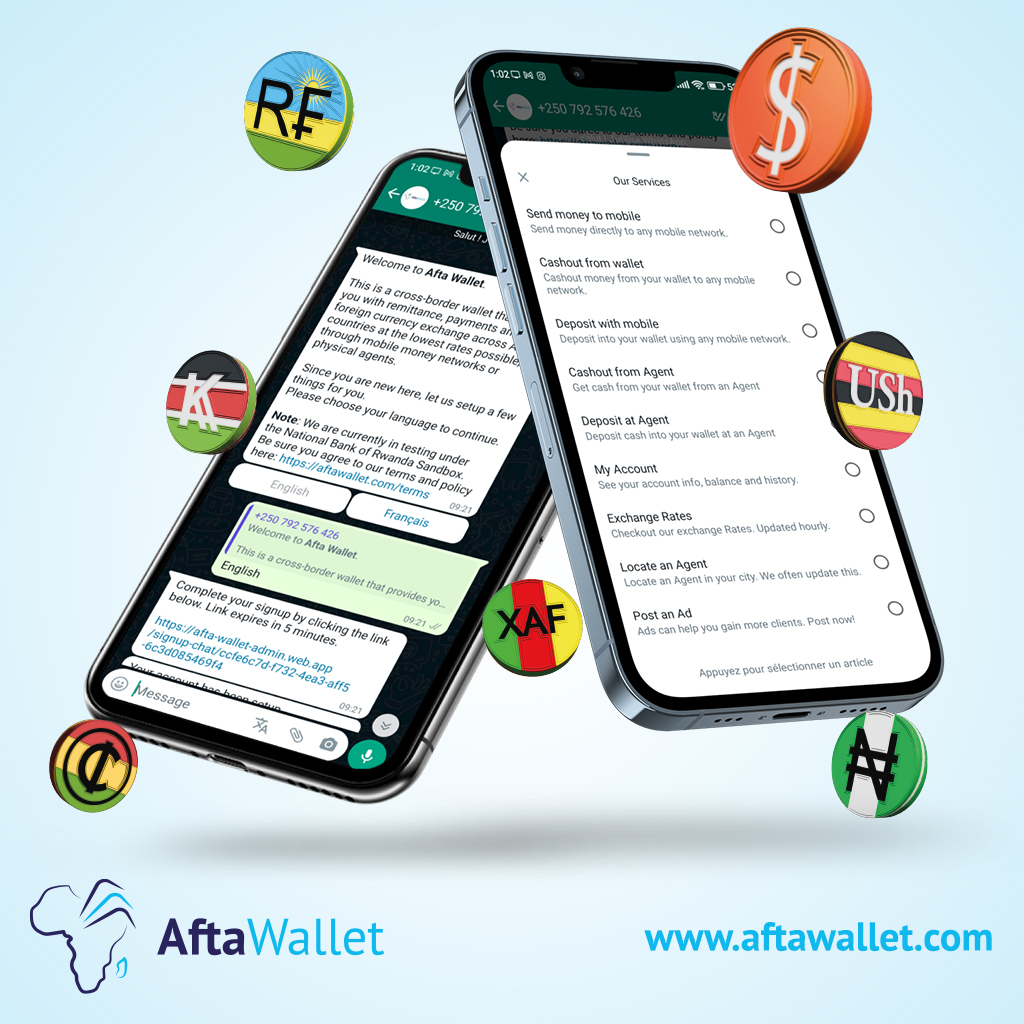 RF
$
1:02
+250 792 576 426
Our Services
Send money to mobile
Send money directly to any mobile network.
Cashout from wallet
Cashout money from your wallet to any mobile
network.
Deposit with mobile
Deposit into your wallet using any mobile network.
Cashout from Agent
Get cash from your wallet from an Agent
Deposit at Agent
Deposit cash into your wallet at an Agent
My Account
See your account info, balance and history.
Exchange Rates
Checkout our exchange Rates. Updated hourly.
Locate an Agent
Locate an Agent in your city. We often update this.
Post an Ad
Ads can help you gain more clients. Post now!
Appuyez pour sélectionner un article
1:02
+250 79
Salut ! J
Welcome to Afta Wallet.
This is a cross-border wallet tha
you with remittance, payments an
foreign currency exchange across A
countries at the lowest rates possible
through mobile money networks or
physical agents.
Since you are new here, let us setup a few
things for you.
Please choose your language to continue.
Note: We are currently in testing under
the National Bank of Rwanda Sandbox.
Be sure you agree to our terms and policy
here: https://aftawallet.com/terms
09:21
English
Français
+250 792 576 426
Welcome to Afta Wallet.
This is a cross-border wallet that provides yo...
English
09:21
Complete your signup by clicking the link
below. Link expires in 5 minutes.
https://afta-wallet-admin.web.app
/signup-chat/ccfe6c7d-f732-4ea3-aff5
-6c3d085469f4
09:21
Your account has been setup
Message
K
USh
XAF
₵
₦
AftaWallet
www.aftawallet.com